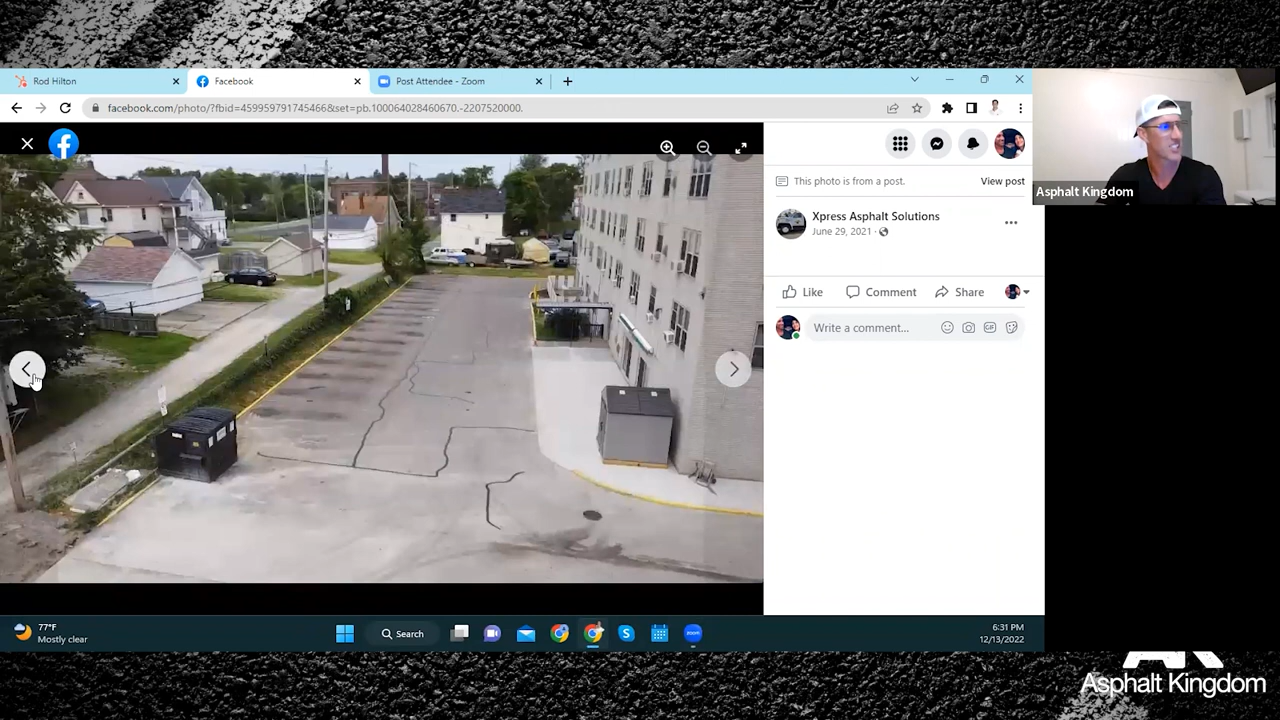 Rod Hilton
Facebook
Post Attendee - Zoom
facebook.com/photo/?fbid=459959791745466&set=pb.100064028460670.-2207520000.
This photo is from a post.
View post
Xpress Asphalt Solutions
June 29, 2021
Like
Comment
Share
Write a comment...
GIF
Asphalt Kingdom
77°F
Mostly clear
Search
zoom
6:31 PM
12/13/2022
Asphalt Kingdom